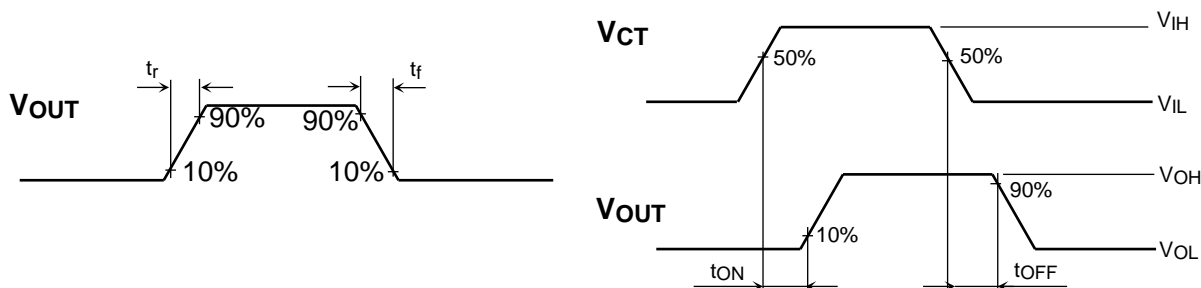 tr
tf
VOUT
90%
90%
10%
10%
VCT
VIH
50%
50%
VIL
VOH
VOUT
90%
10%
VOL
tON
tOFF